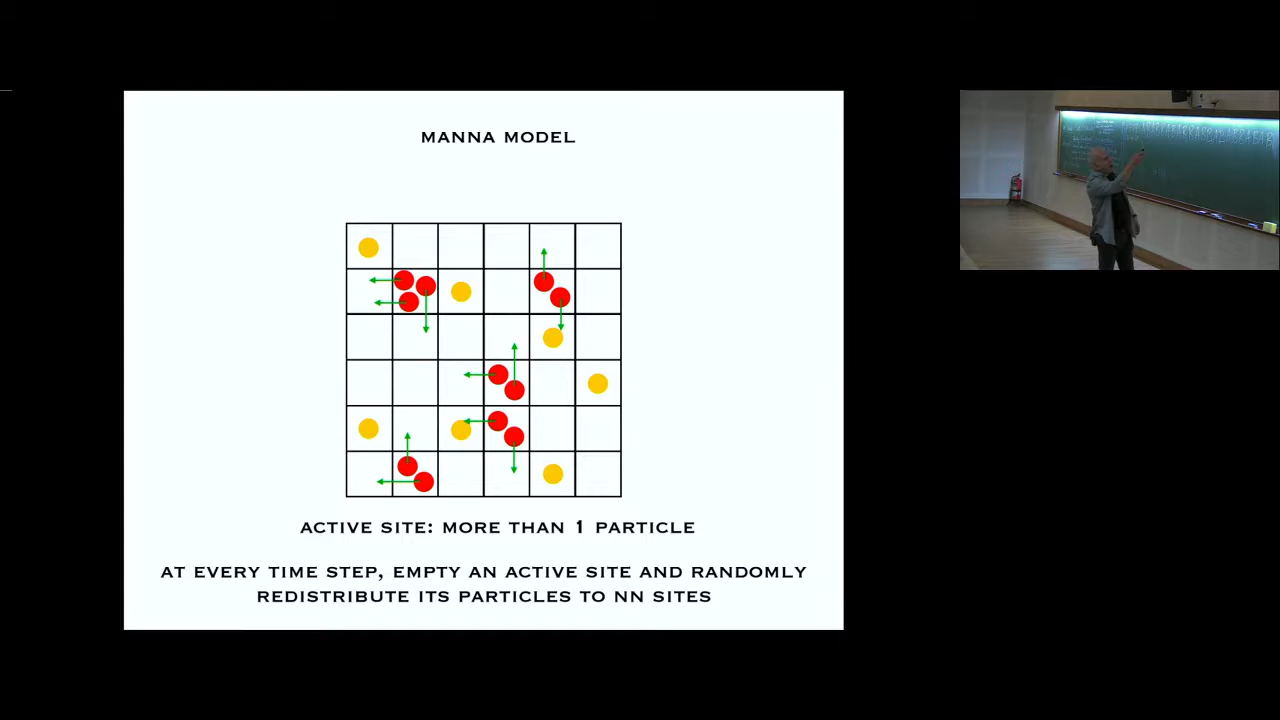 MANNA MODEL
ACTIVE SITE: MORE THAN 1 PARTICLE
AT EVERY TIME STEP, EMPTY AN ACTIVE SITE AND RANDOMLY
REDISTRIBUTE ITS PARTICLES TO NN SITES